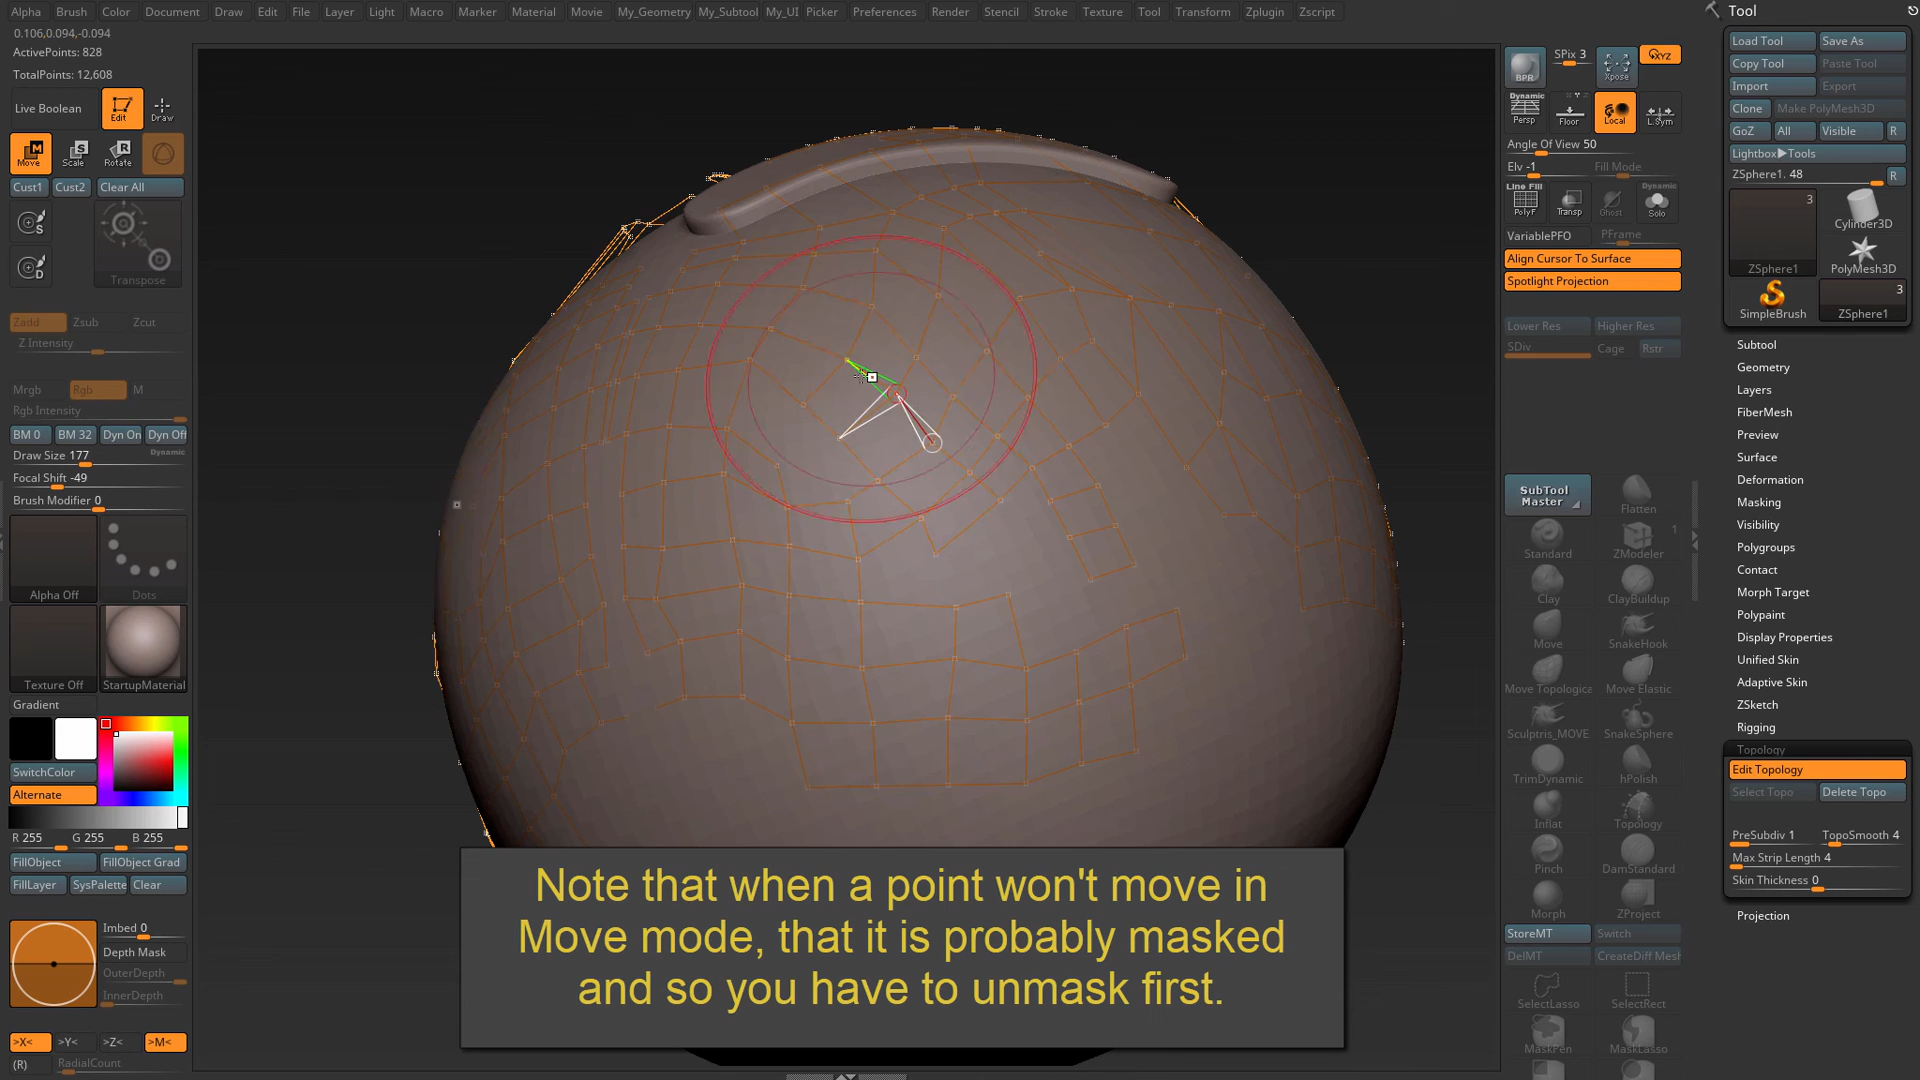 Alpha Brush Color Document Draw Edit File Layer Light Macro Marker Material Movie My_Geometry My_Subtool My_UI Picker Preferences Render Stencil Stroke Texture Tool Transform Zplugin Zscript
0.106,0.094,-0.094
ActivePoints: 828
TotalPoints: 12,608
Live Boolean Edit Draw
Move Scale Rotate
Cust1 Cust2 Clear All
S
D
Transpose
Zadd Zsub Zcut
Z Intensity
Mrgb Rgb M
Rgb Intensity
BM 0 BM 32 Dyn On Dyn Off
Draw Size 177 Dynamic
Focal Shift -49
Brush Modifier 0
Alpha Off Dots
Texture Off StartupMaterial
Gradient
SwitchColor
Alternate
R 255 G 255 B 255
FillObject FillObject Grad
FillLayer SysPalette Clear
Imbed 0
Depth Mask
OuterDepth
InnerDepth
>X< >Y< >Z< >M<
(R) RadialCount
Note that when a point won't move in
Move mode, that it is probably masked
and so you have to unmask first.
BPR SPix 3 Xpose XYZ
Dynamic
Persp Floor Local L.Sym
Angle Of View 50
Elv -1 Fill Mode
Line Fill Dynamic
PolyF Transp Ghost Solo
VariablePFO PFrame
Align Cursor To Surface
Spotlight Projection
Lower Res Higher Res
SDiv Cage Rstr
SubTool
Master Flatten
Standard ZModeler 1
Clay ClayBuildup
Move SnakeHook
Move Topologica Move Elastic
Sculptris_MOVE SnakeSphere
TrimDynamic hPolish
Inflat Topology
Pinch DamStandard
Morph ZProject
StoreMT Switch
DelMT CreateDiff Mesh
SelectLasso SelectRect
MaskPen MaskLasso
Tool
Load Tool Save As
Copy Tool Paste Tool
Import Export
Clone Make PolyMesh3D
GoZ All Visible R
Lightbox▶Tools
ZSphere1. 48 R
3
Cylinder3D
ZSphere1 PolyMesh3D
3
SimpleBrush ZSphere1
Subtool
Geometry
Layers
FiberMesh
Preview
Surface
Deformation
Masking
Visibility
Polygroups
Contact
Morph Target
Polypaint
Display Properties
Unified Skin
Adaptive Skin
ZSketch
Rigging
Topology
Edit Topology
Select Topo Delete Topo
PreSubdiv 1 TopoSmooth 4
Max Strip Length 4
Skin Thickness 0
Projection